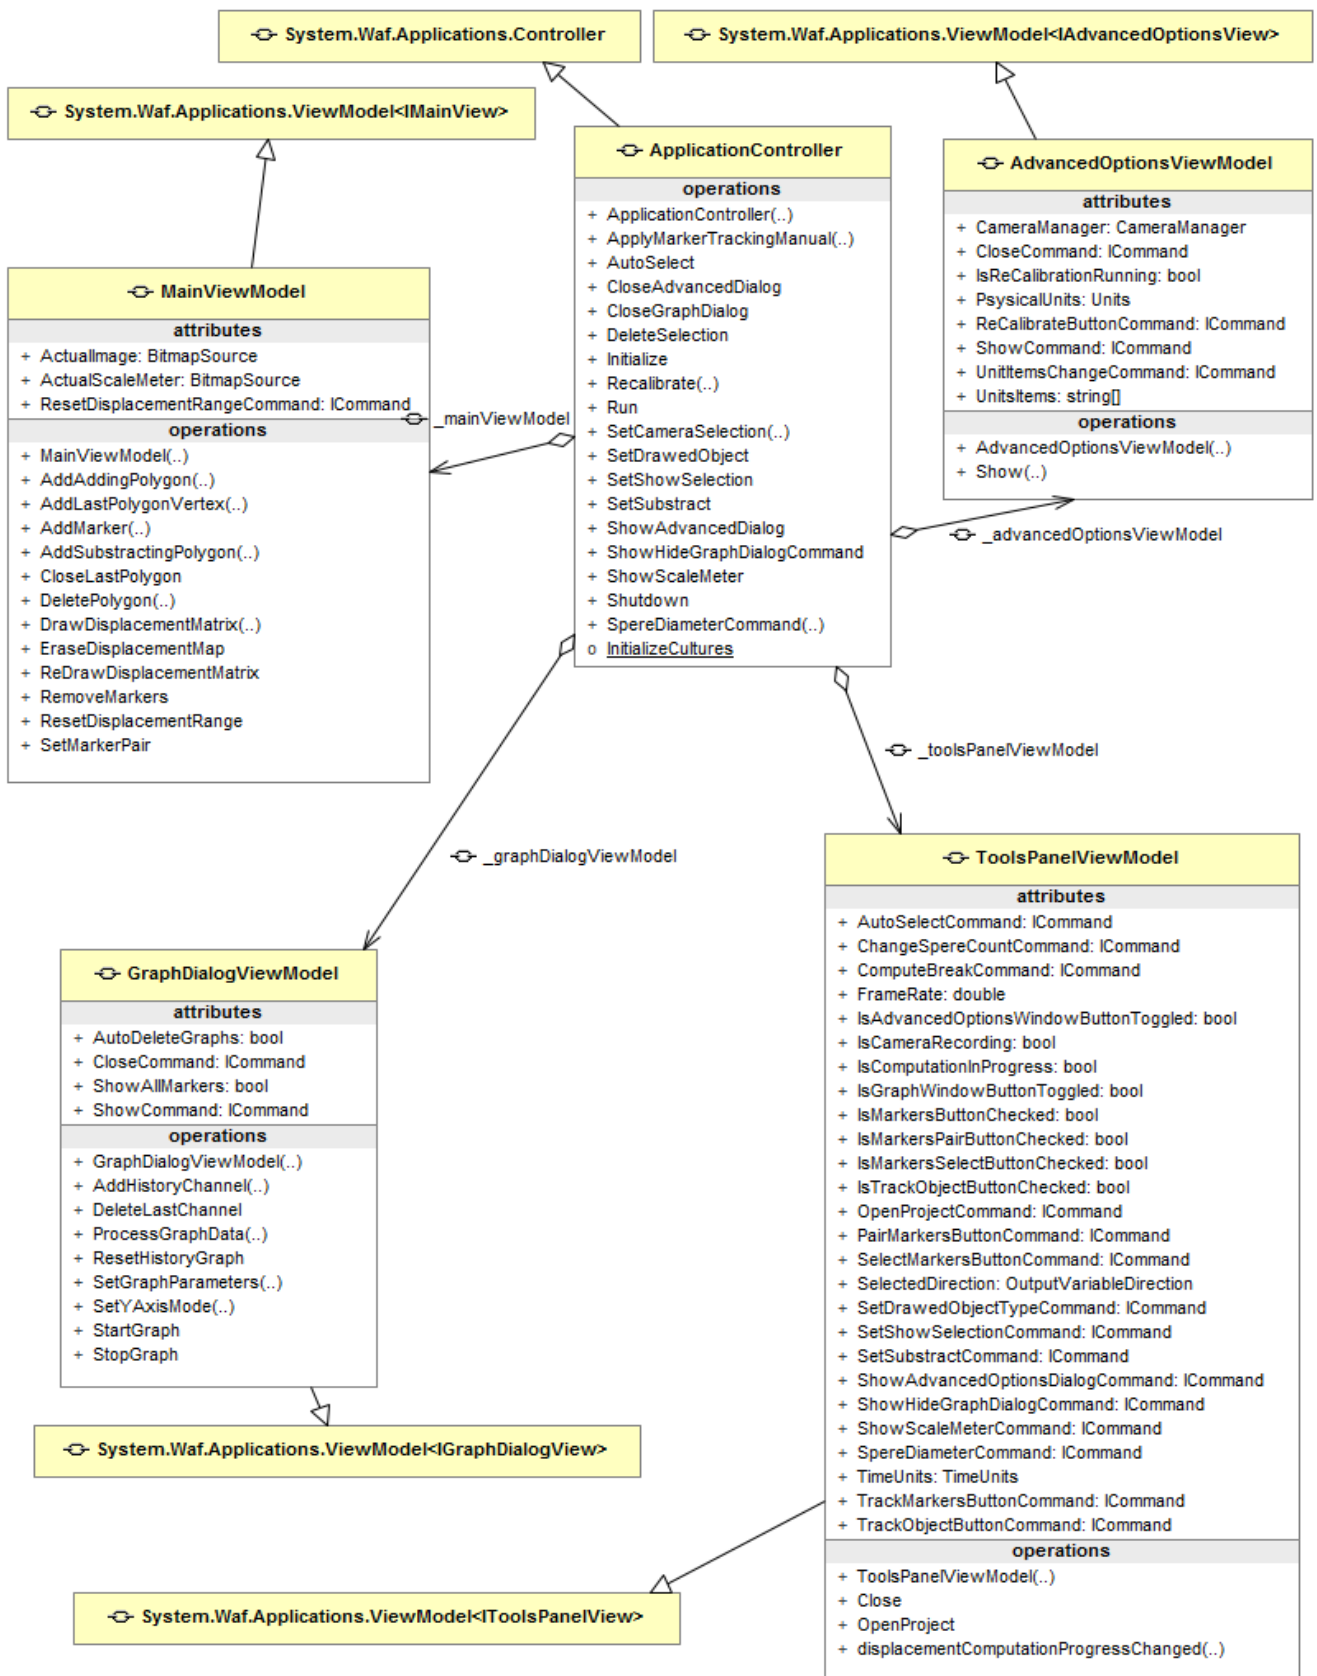 System.Waf.Applications.Controller
System.Waf.Applications.ViewModel<IAdvancedOptionsView>
System.Waf.Applications.ViewModel<IMainView>
ApplicationController
operations
+ ApplicationController(..)
+ ApplyMarkerTrackingManual(..)
+ AutoSelect
+ CloseAdvancedDialog
+ CloseGraphDialog
+ DeleteSelection
+ Initialize
+ Recalibrate(..)
+ Run
+ SetCameraSelection(..)
+ SetDrawedObject
+ SetShowSelection
+ SetSubstract
+ ShowAdvancedDialog
+ ShowHideGraphDialogCommand
+ ShowScaleMeter
+ Shutdown
+ SpereDiameterCommand(..)
o InitializeCultures
AdvancedOptionsViewModel
attributes
+ CameraManager: CameraManager
+ CloseCommand: ICommand
+ IsReCalibrationRunning: bool
+ PsysicalUnits: Units
+ ReCalibrateButtonCommand: ICommand
+ ShowCommand: ICommand
+ UnitItemsChangeCommand: ICommand
+ UnitsItems: string[]
operations
+ AdvancedOptionsViewModel(..)
+ Show(..)
MainViewModel
attributes
+ ActualImage: BitmapSource
+ ActualScaleMeter: BitmapSource
+ ResetDisplacementRangeCommand: ICommand
operations
+ MainViewModel(..)
+ AddAddingPolygon(..)
+ AddLastPolygonVertex(..)
+ AddMarker(..)
+ AddSubstractingPolygon(..)
+ CloseLastPolygon
+ DeletePolygon(..)
+ DrawDisplacementMatrix(..)
+ EraseDisplacementMap
+ ReDrawDisplacementMatrix
+ RemoveMarkers
+ ResetDisplacementRange
+ SetMarkerPair
_mainViewModel
_advancedOptionsViewModel
_toolsPanelViewModel
_graphDialogViewModel
GraphDialogViewModel
attributes
+ AutoDeleteGraphs: bool
+ CloseCommand: ICommand
+ ShowAllMarkers: bool
+ ShowCommand: ICommand
operations
+ GraphDialogViewModel(..)
+ AddHistoryChannel(..)
+ DeleteLastChannel
+ ProcessGraphData(..)
+ ResetHistoryGraph
+ SetGraphParameters(..)
+ SetYAxisMode(..)
+ StartGraph
+ StopGraph
System.Waf.Applications.ViewModel<IGraphDialogView>
ToolsPanelViewModel
attributes
+ AutoSelectCommand: ICommand
+ ChangeSpereCountCommand: ICommand
+ ComputeBreakCommand: ICommand
+ FrameRate: double
+ IsAdvancedOptionsWindowButtonToggled: bool
+ IsCameraRecording: bool
+ IsComputationInProgress: bool
+ IsGraphWindowButtonToggled: bool
+ IsMarkersButtonChecked: bool
+ IsMarkersPairButtonChecked: bool
+ IsMarkersSelectButtonChecked: bool
+ IsTrackObjectButtonChecked: bool
+ OpenProjectCommand: ICommand
+ PairMarkersButtonCommand: ICommand
+ SelectMarkersButtonCommand: ICommand
+ SelectedDirection: OutputVariableDirection
+ SetDrawedObjectTypeCommand: ICommand
+ SetShowSelectionCommand: ICommand
+ SetSubstractCommand: ICommand
+ ShowAdvancedOptionsDialogCommand: ICommand
+ ShowHideGraphDialogCommand: ICommand
+ ShowScaleMeterCommand: ICommand
+ SpereDiameterCommand: ICommand
+ TimeUnits: TimeUnits
+ TrackMarkersButtonCommand: ICommand
+ TrackObjectButtonCommand: ICommand
operations
+ ToolsPanelViewModel(..)
+ Close
+ OpenProject
+ displacementComputationProgressChanged(..)
System.Waf.Applications.ViewModel<IToolsPanelView>